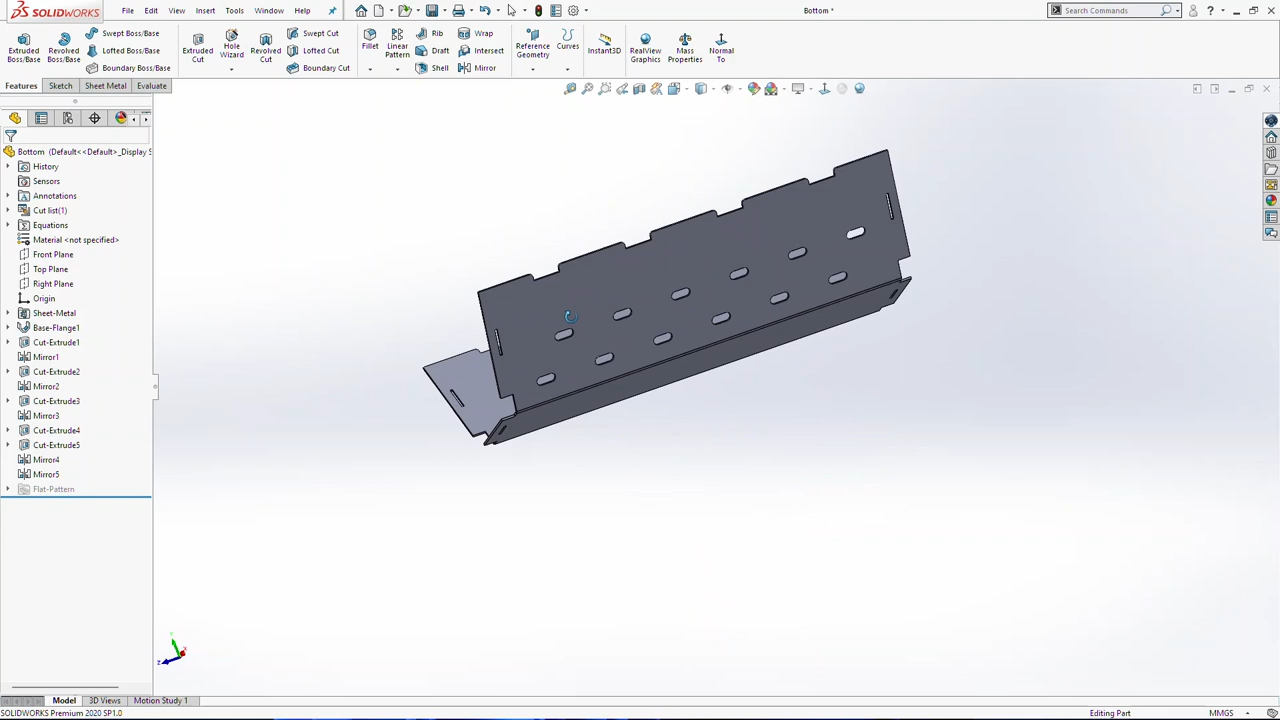 SOLIDWORKS
File Edit View Insert Tools Window Help
Bottom *
Search Commands
Extruded Boss/Base
Revolved Boss/Base
Swept Boss/Base
Lofted Boss/Base
Boundary Boss/Base
Extruded Cut
Hole Wizard
Revolved Cut
Swept Cut
Lofted Cut
Boundary Cut
Fillet
Linear Pattern
Rib
Draft
Shell
Wrap
Intersect
Mirror
Reference Geometry
Curves
Instant3D
RealView Graphics
Mass Properties
Normal To
Features Sketch Sheet Metal Evaluate
Bottom (Default<<Default>_Display S
History
Sensors
Annotations
Cut list(1)
Equations
Material <not specified>
Front Plane
Top Plane
Right Plane
Origin
Sheet-Metal
Base-Flange1
Cut-Extrude1
Mirror1
Cut-Extrude2
Mirror2
Cut-Extrude3
Mirror3
Cut-Extrude4
Cut-Extrude5
Mirror4
Mirror5
Flat-Pattern
Y
Z
X
Model 3D Views Motion Study 1
SOLIDWORKS Premium 2020 SP1.0
Editing Part
MMGS